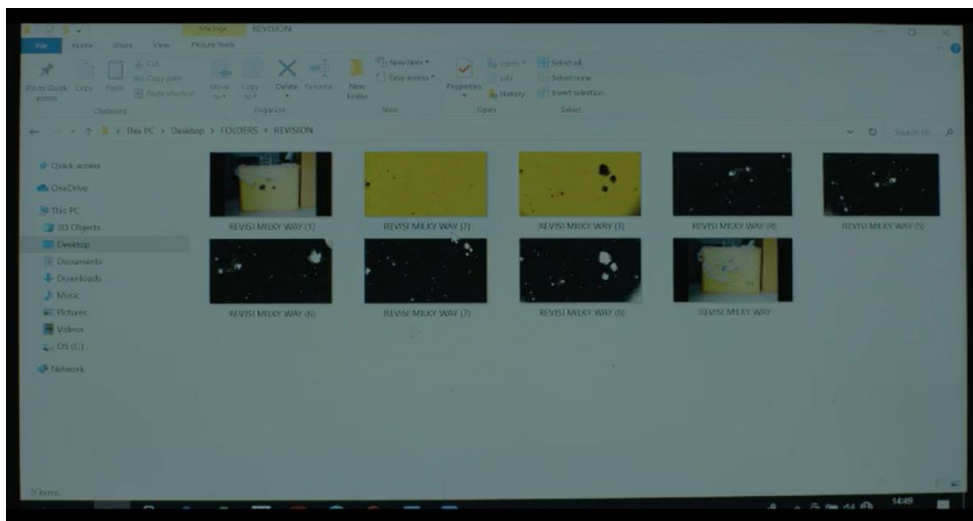 Manage
REVISION
File
Home
Share
View
Picture Tools
Pin to Quick access
Copy
Paste
Cut
Copy path
Paste shortcut
Move to
Copy to
Delete
Rename
New folder
New item
Easy access
Properties
Open
Edit
History
Select all
Select none
Invert selection
Clipboard
Organize
New
Open
Select
This PC > Desktop > FOLDERS > REVISION
Quick access
OneDrive
This PC
3D Objects
Desktop
Documents
Downloads
Music
Pictures
Videos
OS (C:)
Network
REVISI MILKY WAY (1)
REVISI MILKY WAY (2)
REVISI MILKY WAY (3)
REVISI MILKY WAY (4)
REVISI MILKY WAY (5)
REVISI MILKY WAY (6)
REVISI MILKY WAY (7)
REVISI MILKY WAY (8)
REVISI MILKY WAY
9 items
14:49